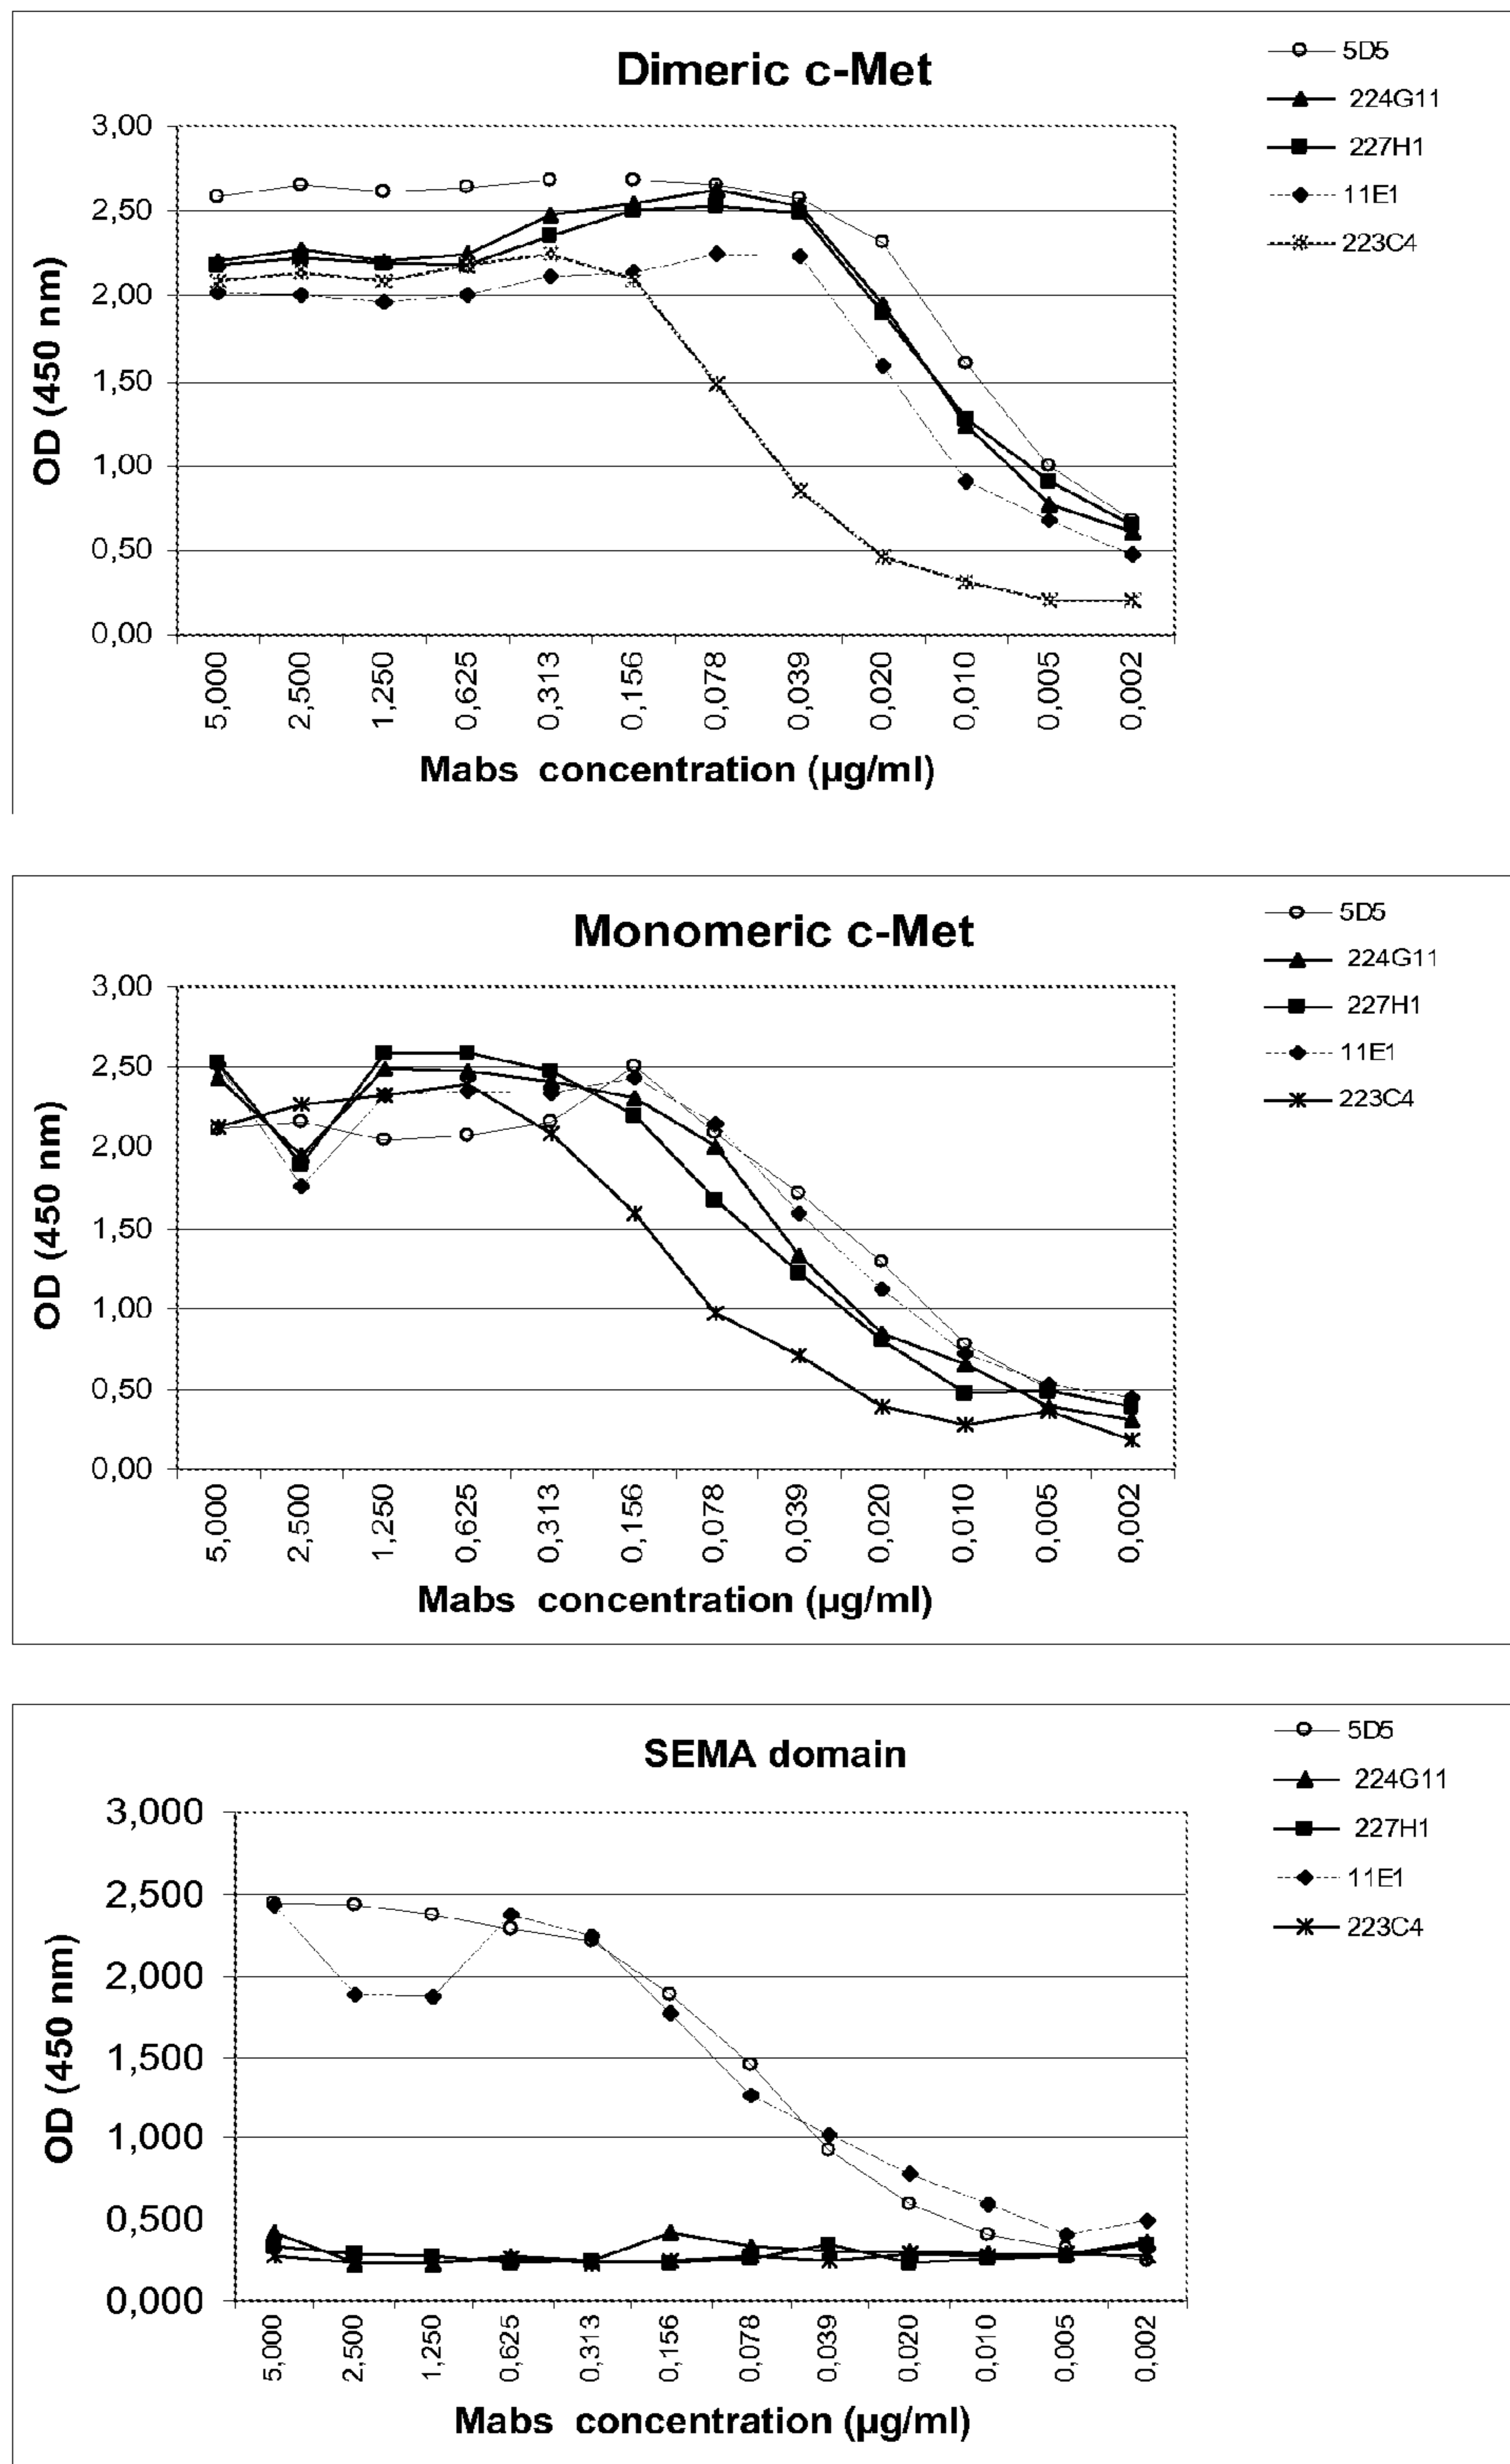 Dimeric c-Met
5D5
224G11
227H1
11E1
223C4
OD (450 nm)
3,00
2,50
2,00
1,50
1,00
0,50
0,00
5,000
2,500
1,250
0,625
0,313
0,156
0,078
0,039
0,020
0,010
0,005
0,002
Mabs concentration (µg/ml)
Monomeric c-Met
5D5
224G11
227H1
11E1
223C4
OD (450 nm)
3,00
2,50
2,00
1,50
1,00
0,50
0,00
5,000
2,500
1,250
0,625
0,313
0,156
0,078
0,039
0,020
0,010
0,005
0,002
Mabs concentration (µg/ml)
SEMA domain
5D5
224G11
227H1
11E1
223C4
OD (450 nm)
3,000
2,500
2,000
1,500
1,000
0,500
0,000
5,000
2,500
1,250
0,625
0,313
0,156
0,078
0,039
0,020
0,010
0,005
0,002
Mabs concentration (µg/ml)